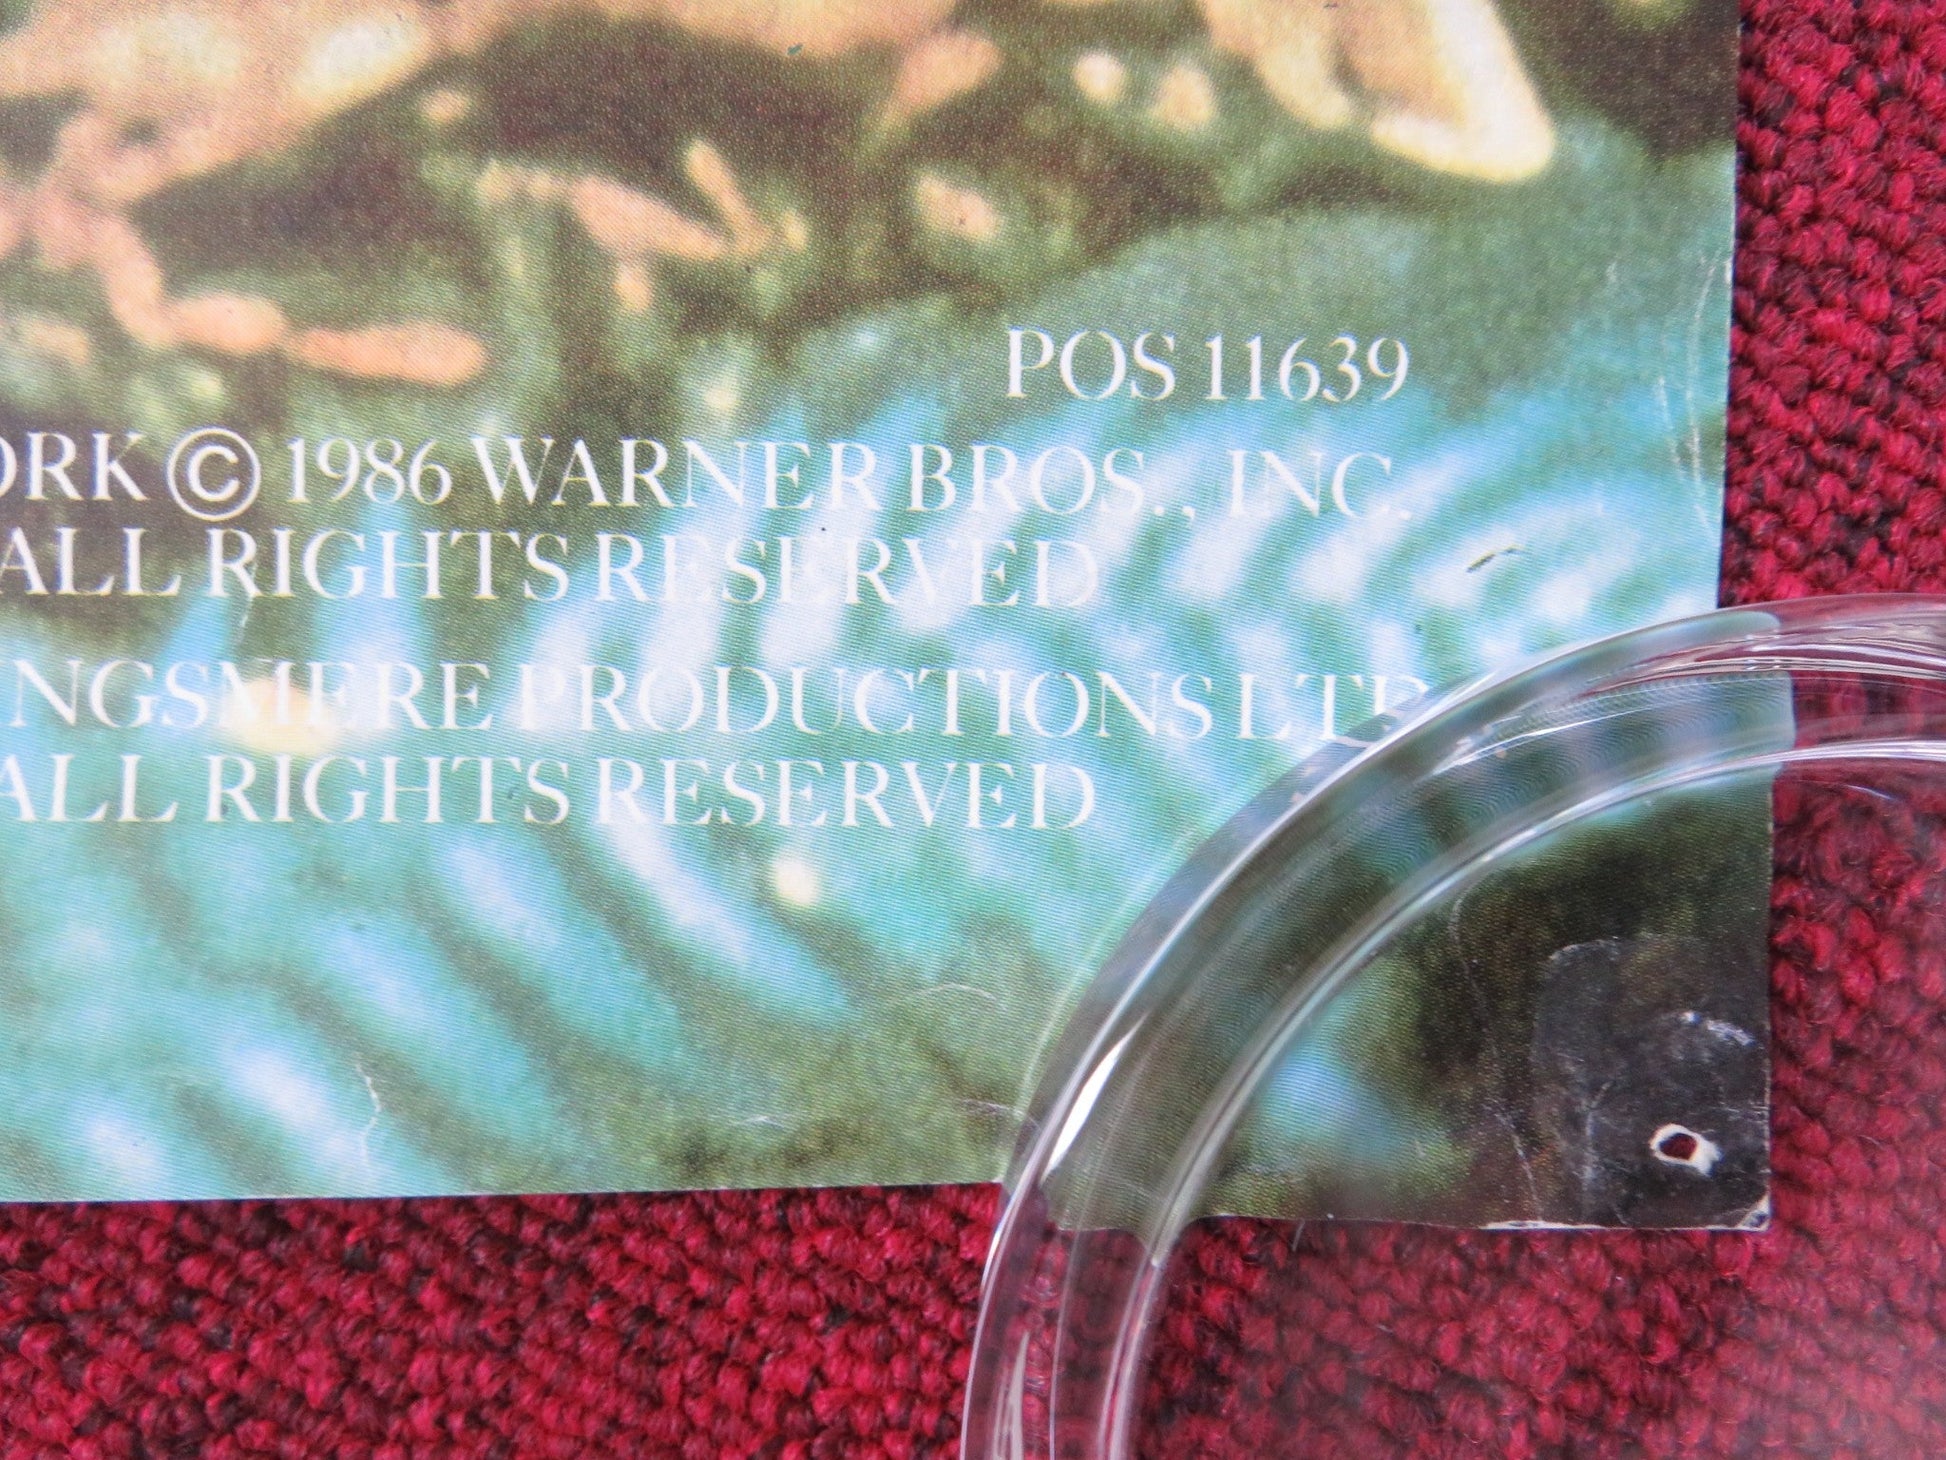 POS 11639
ORK © 1986 WARNER BROS., INC.
ALL RIGHTS RESERVED
NGSMERE PRODUCTIONS LTD
ALL RIGHTS RESERVED